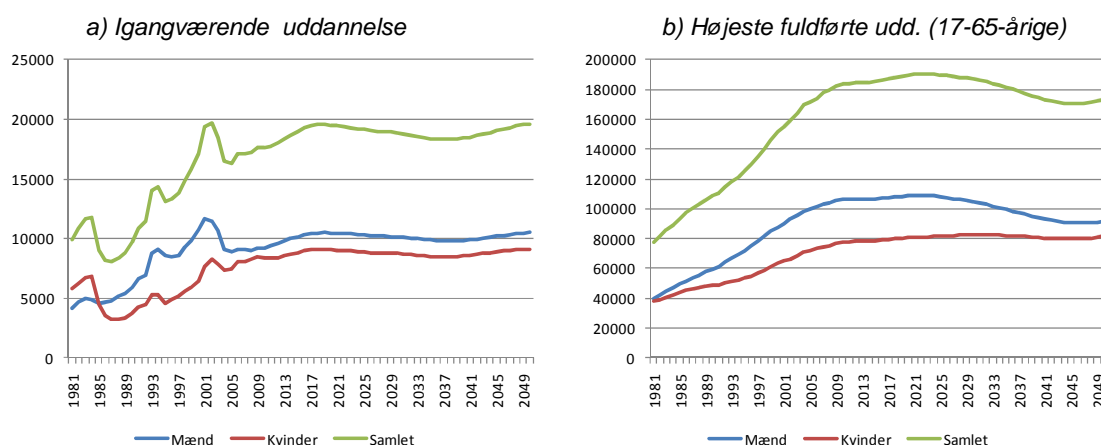 a) Igangværende uddannelse
25000
20000
15000
10000
5000
0
1981 1985 1989 1993 1997 2001 2005 2009 2013 2017 2021 2025 2029 2033 2037 2041 2045 2049
Mænd Kvinder Samlet
b) Højeste fuldførte udd. (17-65-årige)
200000
180000
160000
140000
120000
100000
80000
60000
40000
20000
0
1981 1985 1989 1993 1997 2001 2005 2009 2013 2017 2021 2025 2029 2033 2037 2041 2045 2049
Mænd Kvinder Samlet